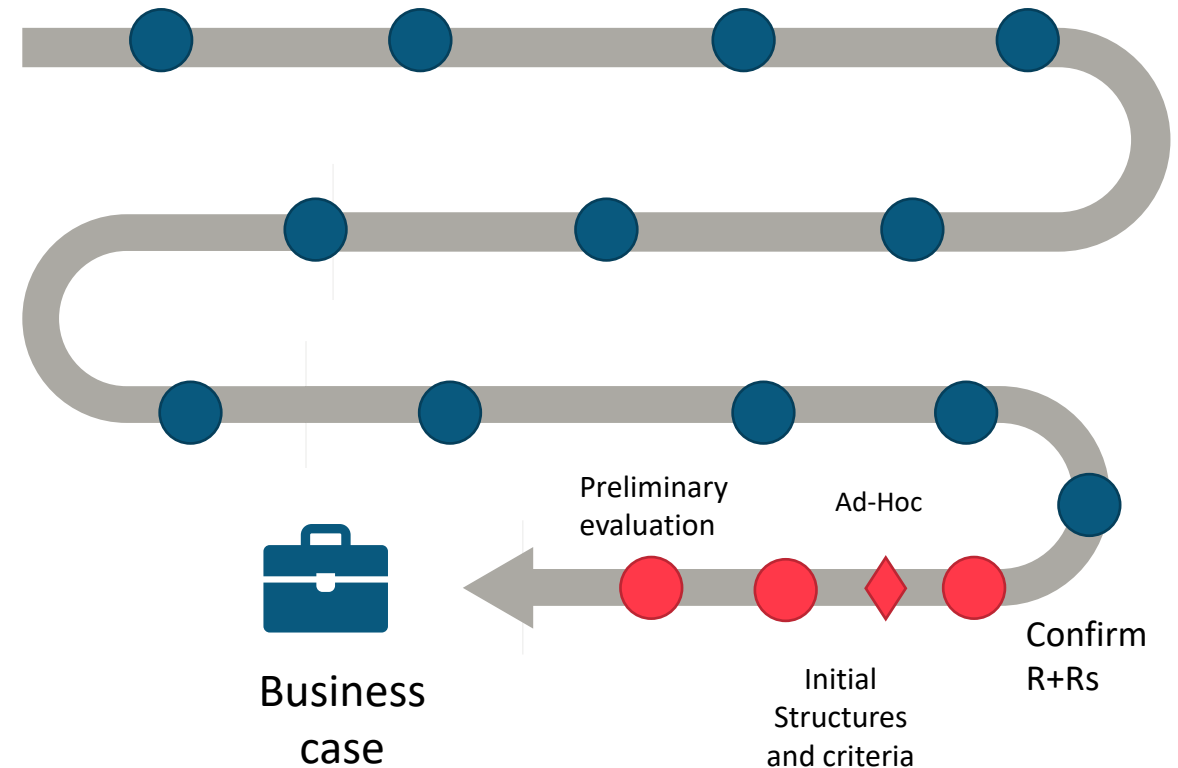 Preliminary
evaluation
Ad-Hoc
Confirm
R+Rs
Initial
Structures
and criteria
Business
case